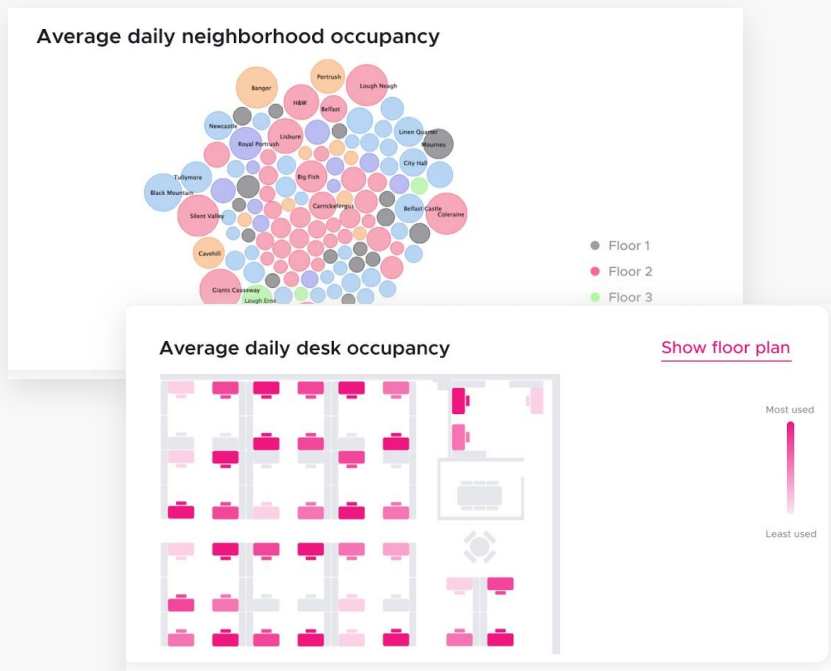 Average daily neighborhood occupancy
Portrush
Bangor
Lough Neagh
H&W
Belfast
Newcastle
Linen Quarter
Lisburn
Royal Portrush
Mournes
City Hall
Tullymore
Big Fish
Black Mountain
Carrickfergus
Belfast Castle
Silent Valley
Coleraine
Cavehill
Floor 1
Floor 2
Giants Causeway
Floor 3
Lough Erne
Average daily desk occupancy
Show floor plan
Most used
Least used